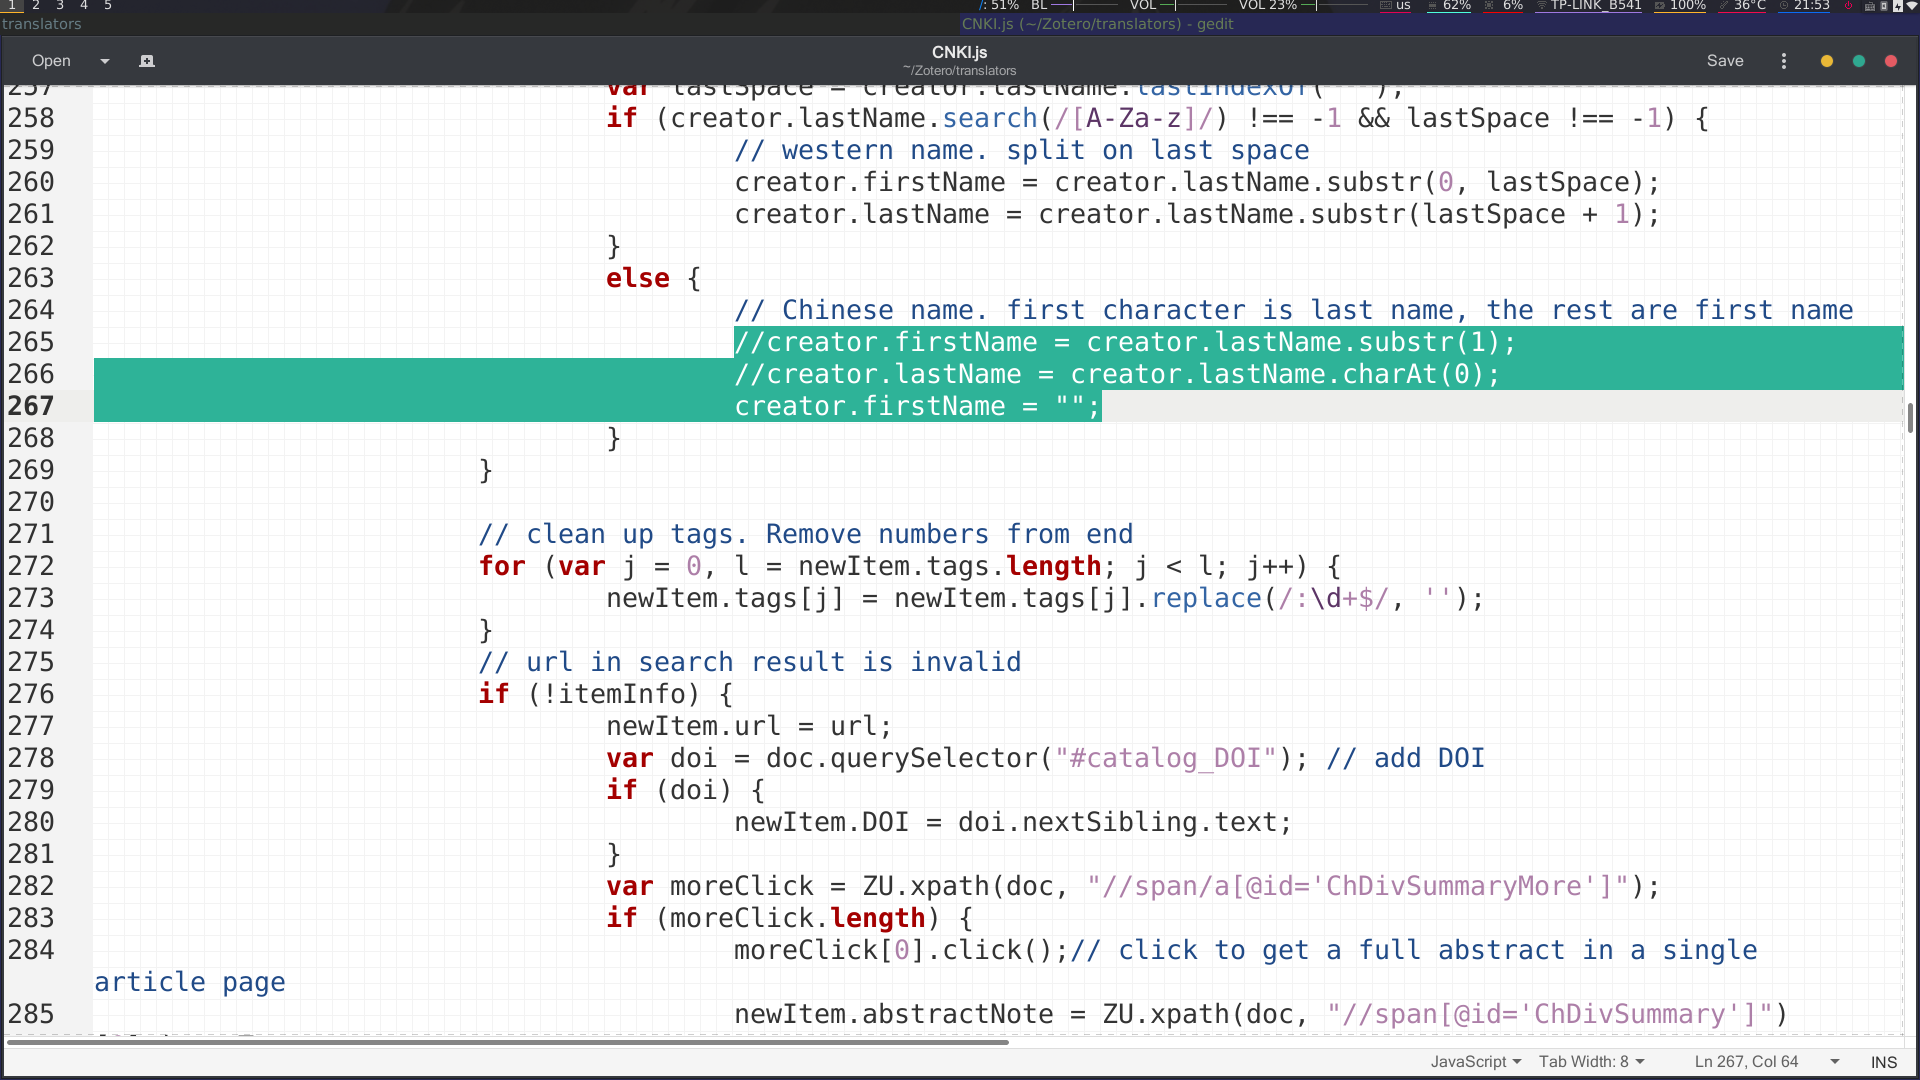 1 2 3 4 5
/: 51% BL VOL VOL 23% us 62% 6% TP-LINK_B541 100% 36°C 21:53
translators
CNKI.js (~/Zotero/translators) - gedit
Open
CNKI.js
~/Zotero/translators
Save
257 var lastSpace = creator.lastName.lastIndexOf(' ');
258 if (creator.lastName.search(/[A-Za-z]/) !== -1 && lastSpace !== -1) {
259 // western name. split on last space
260 creator.firstName = creator.lastName.substr(0, lastSpace);
261 creator.lastName = creator.lastName.substr(lastSpace + 1);
262 }
263 else {
264 // Chinese name. first character is last name, the rest are first name
265 //creator.firstName = creator.lastName.substr(1);
266 //creator.lastName = creator.lastName.charAt(0);
267 creator.firstName = "";
268 }
269 }
270
271 // clean up tags. Remove numbers from end
272 for (var j = 0, l = newItem.tags.length; j < l; j++) {
273 newItem.tags[j] = newItem.tags[j].replace(/:\d+$/, '');
274 }
275 // url in search result is invalid
276 if (!itemInfo) {
277 newItem.url = url;
278 var doi = doc.querySelector("#catalog_DOI"); // add DOI
279 if (doi) {
280 newItem.DOI = doi.nextSibling.text;
281 }
282 var moreClick = ZU.xpath(doc, "//span/a[@id='ChDivSummaryMore']");
283 if (moreClick.length) {
284 moreClick[0].click();// click to get a full abstract in a single
article page
285 newItem.abstractNote = ZU.xpath(doc, "//span[@id='ChDivSummary']")
JavaScript Tab Width: 8 Ln 267, Col 64 INS